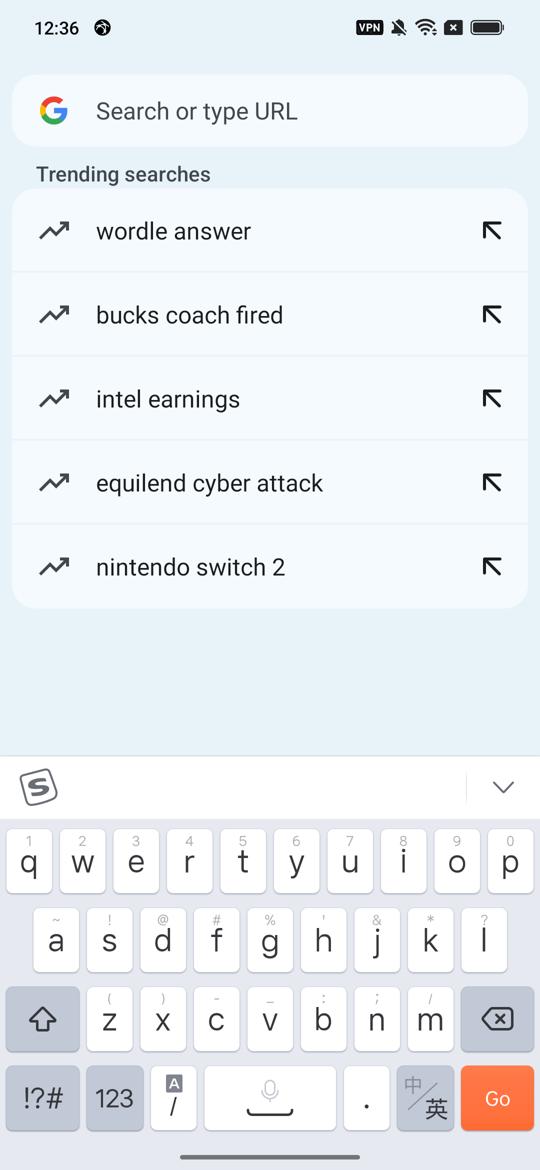 12:36 VPN
Search or type URL
Trending searches
wordle answer
bucks coach fired
intel earnings
equilend cyber attack
nintendo switch 2
1 2 3 4 5 6 7 8 9 0
q w e r t y u i o p
~ ! @ # % ' & * ?
a s d f g h j k l
( ) - _ : ; /
z x c v b n m
!?# 123 A / . 中/英 Go